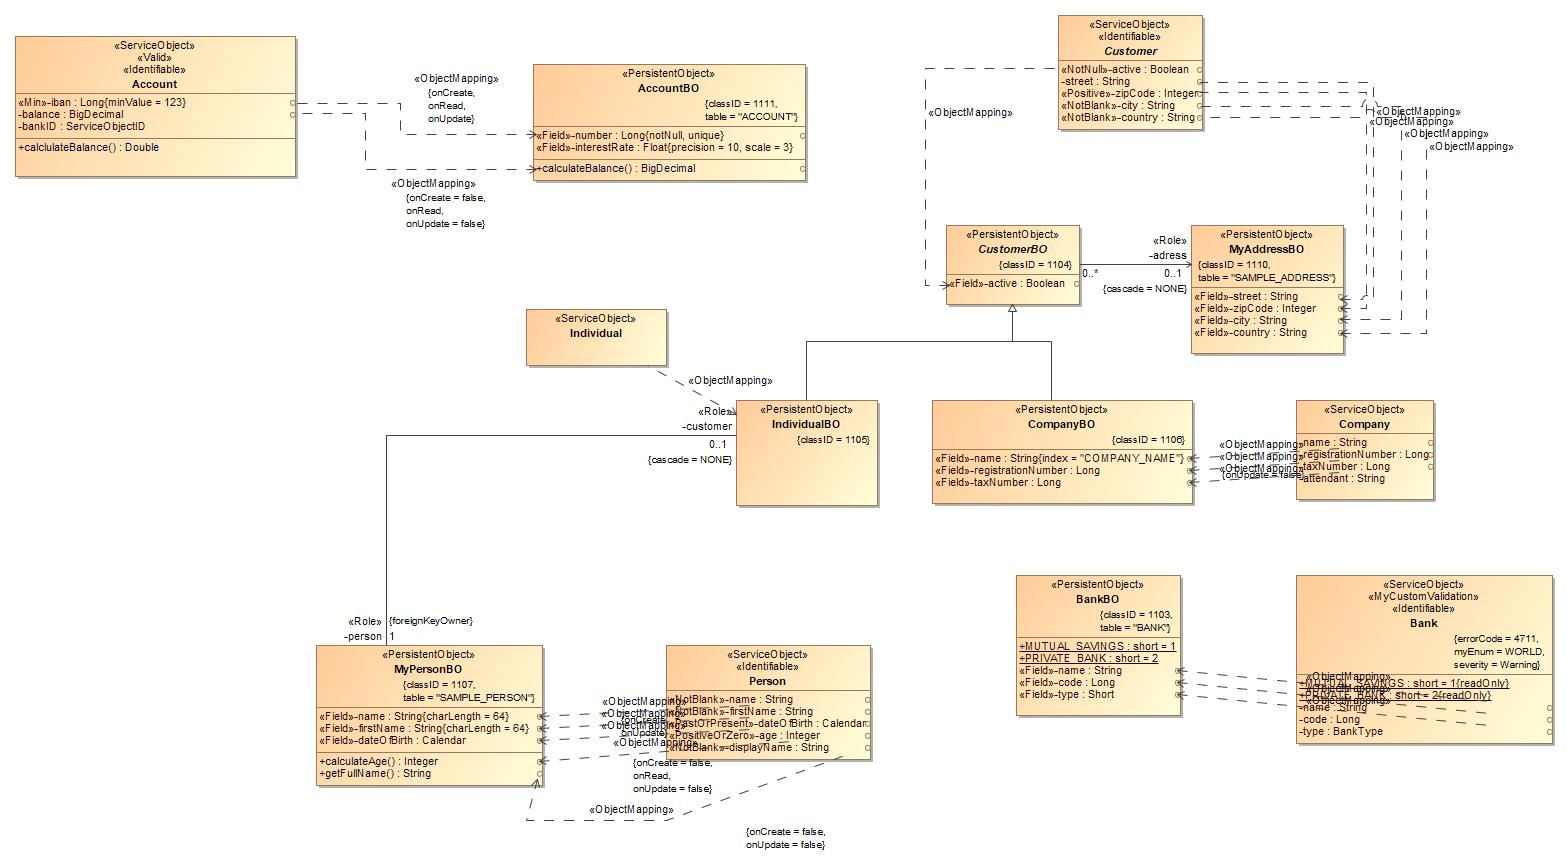 «ServiceObject»
«Valid»
«Identifiable»
Account
«Min»-iban : Long{minValue = 123}
-balance : BigDecimal
-bankID : ServiceObjectID
+calclulateBalance() : Double
«ObjectMapping»
{onCreate,
onRead,
onUpdate}
«ObjectMapping»
{onCreate = false,
onRead,
onUpdate = false}
«PersistentObject»
AccountBO
{classID = 1111,
table = "ACCOUNT"}
«Field»-number : Long{notNull, unique}
«Field»-interestRate : Float{precision = 10, scale = 3}
+calculateBalance() : BigDecimal
«ServiceObject»
«Identifiable»
Customer
«NotNull»-active : Boolean
-street : String
«Positive»-zipCode : Integer
«NotBlank»-city : String
«NotBlank»-country : String
«ObjectMapping»
«ObjectMapping»
«ObjectMapping»
«ObjectMapping»
«ObjectMapping»
«PersistentObject»
CustomerBO
{classID = 1104}
«Field»-active : Boolean
«Role»
-adress
0..*
0..1
{cascade = NONE}
«PersistentObject»
MyAddressBO
{classID = 1110,
table = "SAMPLE_ADDRESS"}
«Field»-street : String
«Field»-zipCode : Integer
«Field»-city : String
«Field»-country : String
«ServiceObject»
Individual
«ObjectMapping»
«Role»
-customer
0..1
{cascade = NONE}
«PersistentObject»
IndividualBO
{classID = 1105}
«PersistentObject»
CompanyBO
{classID = 1106}
«Field»-name : String{index = "COMPANY_NAME"}
«Field»-registrationNumber : Long
«Field»-taxNumber : Long
«ObjectMapping»
«ObjectMapping»
«ObjectMapping»
{onUpdate = false}
«ServiceObject»
Company
-name : String
-registrationNumber : Long
-taxNumber : Long
-attendant : String
«PersistentObject»
BankBO
{classID = 1103,
table = "BANK"}
+MUTUAL_SAVINGS : short = 1
+PRIVATE_BANK : short = 2
«Field»-name : String
«Field»-code : Long
«Field»-type : Short
«ServiceObject»
«MyCustomValidation»
«Identifiable»
Bank
{errorCode = 4711,
myEnum = WORLD,
severity = Warning}
«ObjectMapping»
+MUTUAL_SAVINGS : short = 1{readOnly}
«ObjectMapping»
+PRIVATE_BANK : short = 2{readOnly}
«ObjectMapping»
-name : String
-code : Long
-type : BankType
«Role»
-person
{foreignKeyOwner}
1
«PersistentObject»
MyPersonBO
{classID = 1107,
table = "SAMPLE_PERSON"}
«Field»-name : String{charLength = 64}
«Field»-firstName : String{charLength = 64}
«Field»-dateOfBirth : Calendar
+calculateAge() : Integer
+getFullName() : String
«ServiceObject»
«Identifiable»
Person
«NotBlank»-name : String
«NotBlank»-firstName : String
«PastOrPresent»-dateOfBirth : Calendar
«PositiveOrZero»-age : Integer
«NotBlank»-displayName : String
«ObjectMapping»
«ObjectMapping»
{onCreate
«ObjectMapping»
onUpdate
«ObjectMapping»
{onCreate = false,
onRead,
onUpdate = false}
«ObjectMapping»
{onCreate = false,
onUpdate = false}